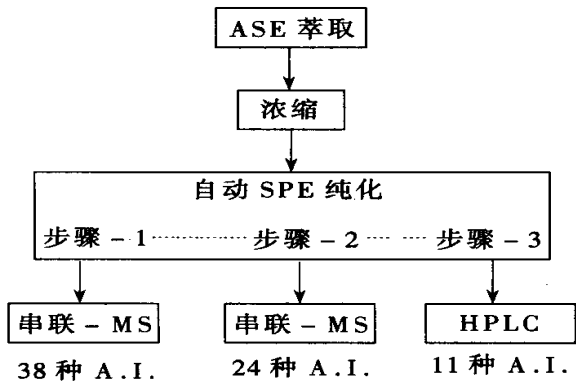 ASE 萃取
浓缩
自动 SPE 纯化
步骤－1 ············ 步骤－2 ···· ···· 步骤－3
串联－MS 串联－MS HPLC
38 种 A.I. 24 种 A.I. 11 种 A.I.